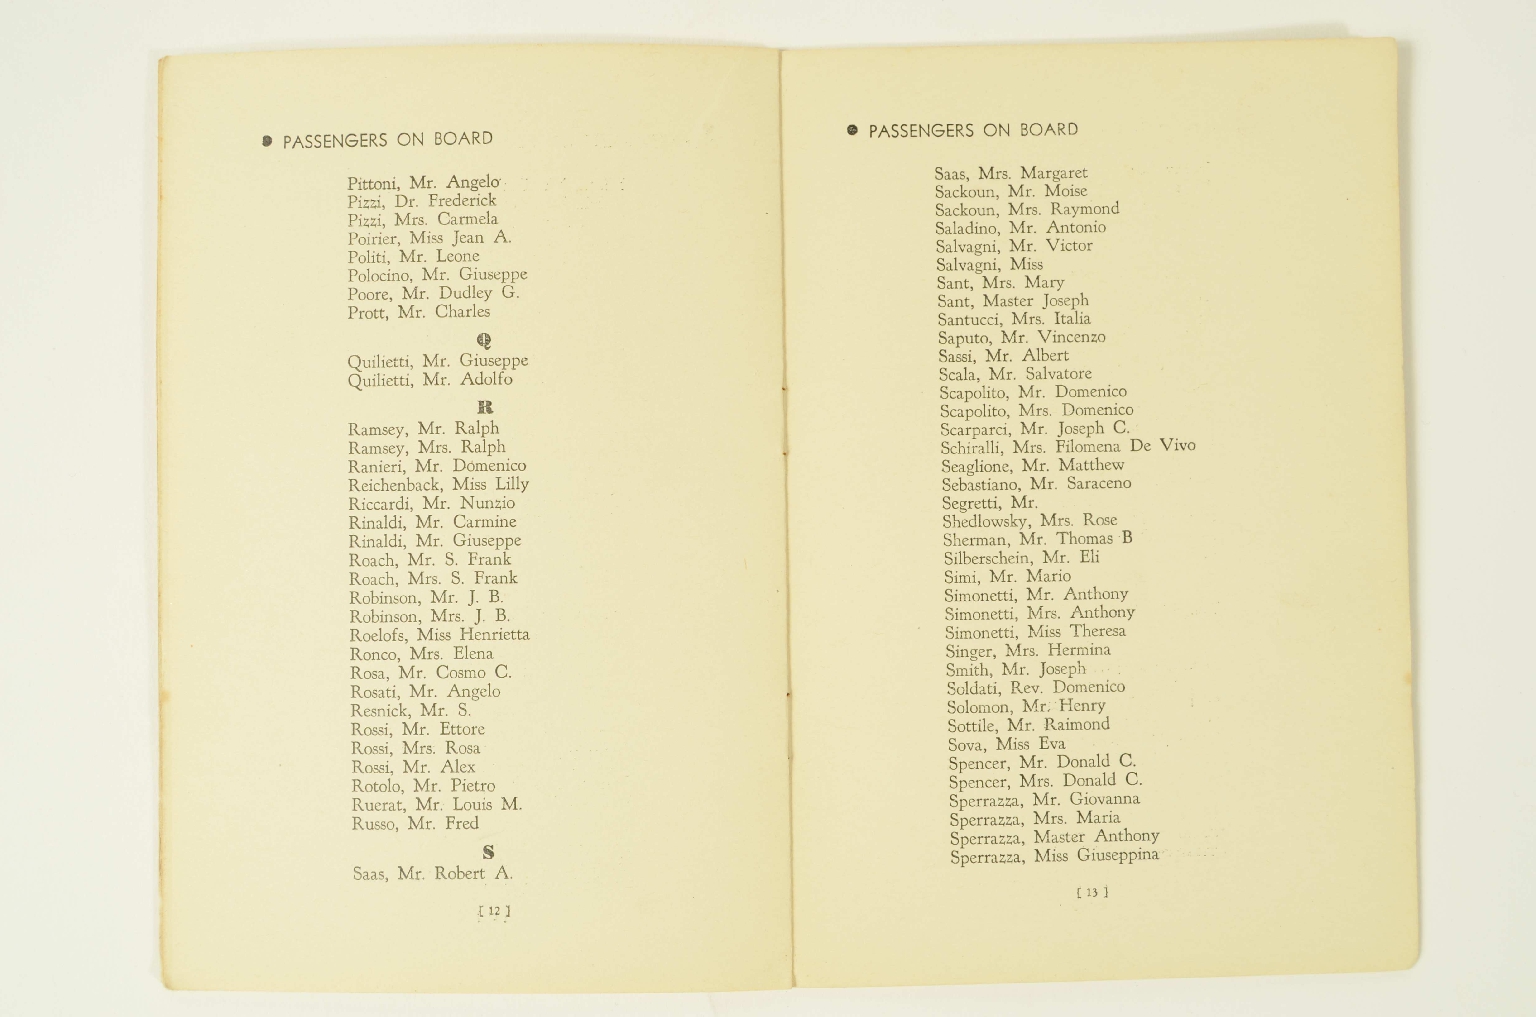 ● PASSENGERS ON BOARD
Pittoni, Mr. Angelo
Pizzi, Dr. Frederick
Pizzi, Mrs. Carmela
Poirier, Miss Jean A.
Politi, Mr. Leone
Polocino, Mr. Giuseppe
Poore, Mr. Dudley G.
Prott, Mr. Charles
Q
Quilietti, Mr. Giuseppe
Quilietti, Mr. Adolfo
R
Ramsey, Mr. Ralph
Ramsey, Mrs. Ralph
Ranieri, Mr. Domenico
Reichenback, Miss Lilly
Riccardi, Mr. Nunzio
Rinaldi, Mr. Carmine
Rinaldi, Mr. Giuseppe
Roach, Mr. S. Frank
Roach, Mrs. S. Frank
Robinson, Mr. J. B.
Robinson, Mrs. J. B.
Roelofs, Miss Henrietta
Ronco, Mrs. Elena
Rosa, Mr. Cosmo C.
Rosati, Mr. Angelo
Resnick, Mr. S.
Rossi, Mr. Ettore
Rossi, Mrs. Rosa
Rossi, Mr. Alex
Rotolo, Mr. Pietro
Ruerat, Mr. Louis M.
Russo, Mr. Fred
S
Saas, Mr. Robert A.
[ 12 ]
● PASSENGERS ON BOARD
Saas, Mrs. Margaret
Sackoun, Mr. Moise
Sackoun, Mrs. Raymond
Saladino, Mr. Antonio
Salvagni, Mr. Victor
Salvagni, Miss
Sant, Mrs. Mary
Sant, Master Joseph
Santucci, Mrs. Italia
Saputo, Mr. Vincenzo
Sassi, Mr. Albert
Scala, Mr. Salvatore
Scapolito, Mr. Domenico
Scapolito, Mrs. Domenico
Scarparci, Mr. Joseph C.
Schiralli, Mrs. Filomena De Vivo
Seaglione, Mr. Matthew
Sebastiano, Mr. Saraceno
Segretti, Mr.
Shedlowsky, Mrs. Rose
Sherman, Mr. Thomas B
Silberschein, Mr. Eli
Simi, Mr. Mario
Simonetti, Mr. Anthony
Simonetti, Mrs. Anthony
Simonetti, Miss Theresa
Singer, Mrs. Hermina
Smith, Mr. Joseph
Soldati, Rev. Domenico
Solomon, Mr. Henry
Sottile, Mr. Raimond
Sova, Miss Eva
Spencer, Mr. Donald C.
Spencer, Mrs. Donald C.
Sperrazza, Mr. Giovanna
Sperrazza, Mrs. Maria
Sperrazza, Master Anthony
Sperrazza, Miss Giuseppina
[ 13 ]